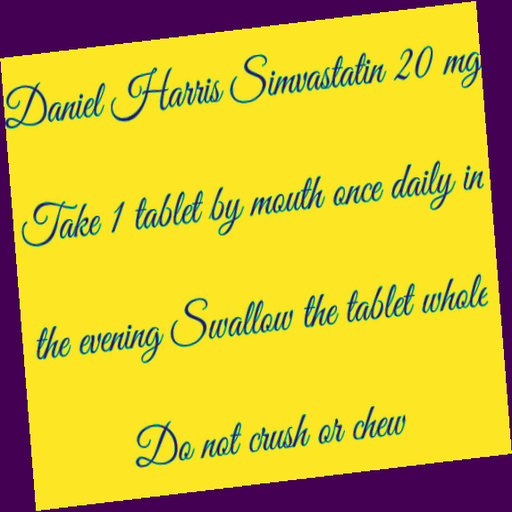 Daniel Harris Simvastatin 20 mg
Take 1 tablet by mouth once daily in
the evening Swallow the tablet whole
Do not crush or chew